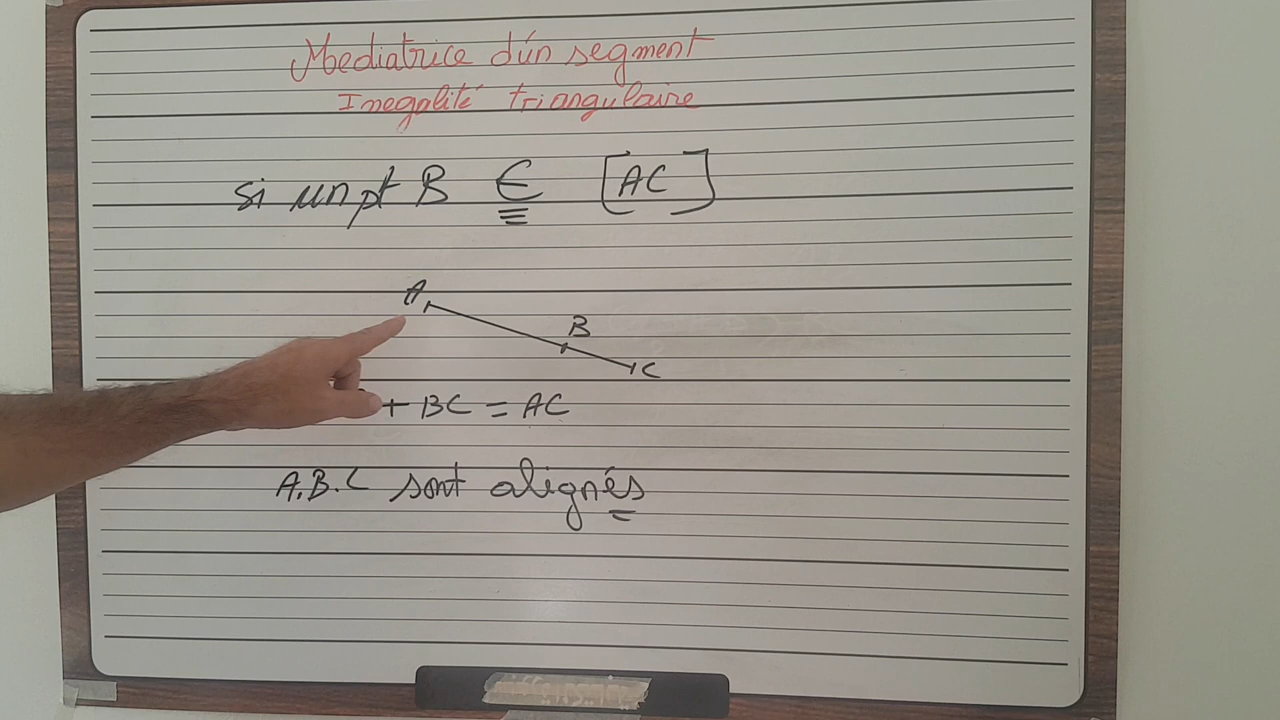 Mediatrice d'un segment
Inegalité triangulaire
si un pt B ∈ [AC]
A
B
C
+ BC = AC
A.B.C sont alignés